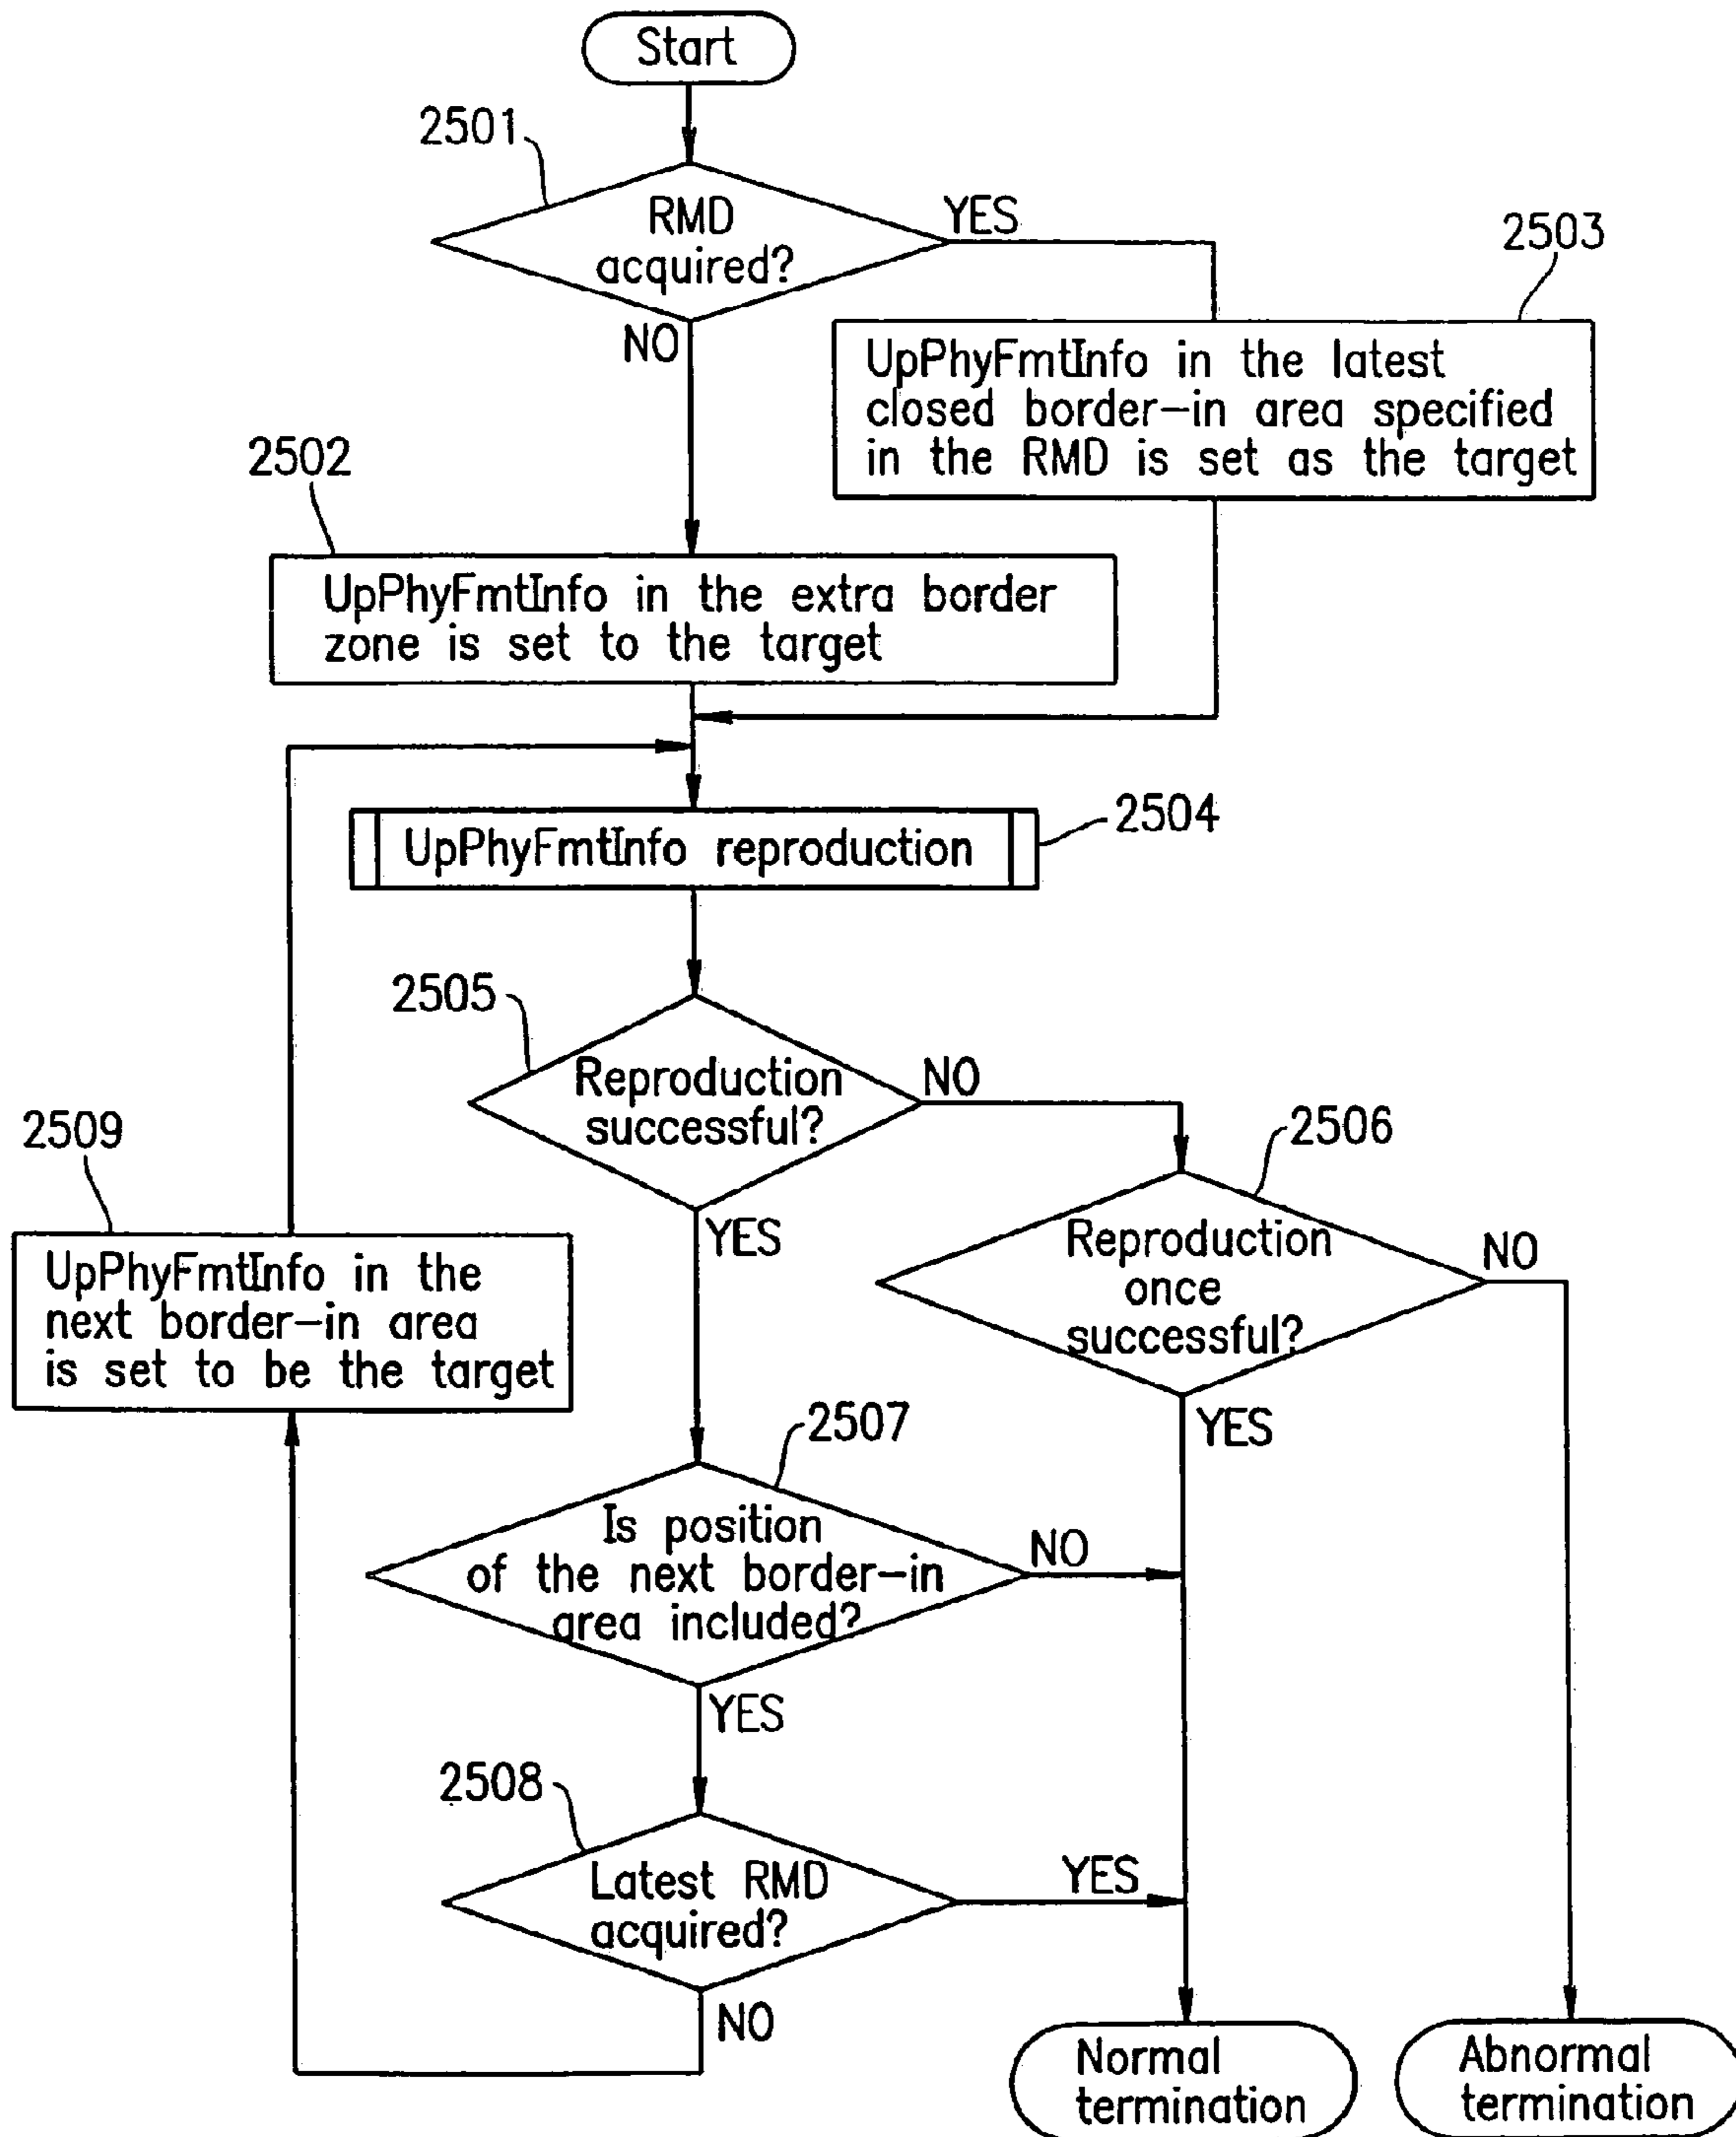 Start
2501
RMD
acquired?
YES
2503
NO
UpPhyFmtInfo in the latest
closed border-in area specified
in the RMD is set as the target
2502
UpPhyFmtInfo in the extra border
zone is set to the target
UpPhyFmtInfo reproduction
2504
2505
Reproduction
successful?
NO
2506
2509
YES
Reproduction
once
successful?
NO
UpPhyFmtInfo in the
next border-in area
is set to be the target
YES
2507
Is position
of the next border-in
area included?
NO
YES
2508
Latest RMD
acquired?
YES
NO
Normal
termination
Abnormal
termination